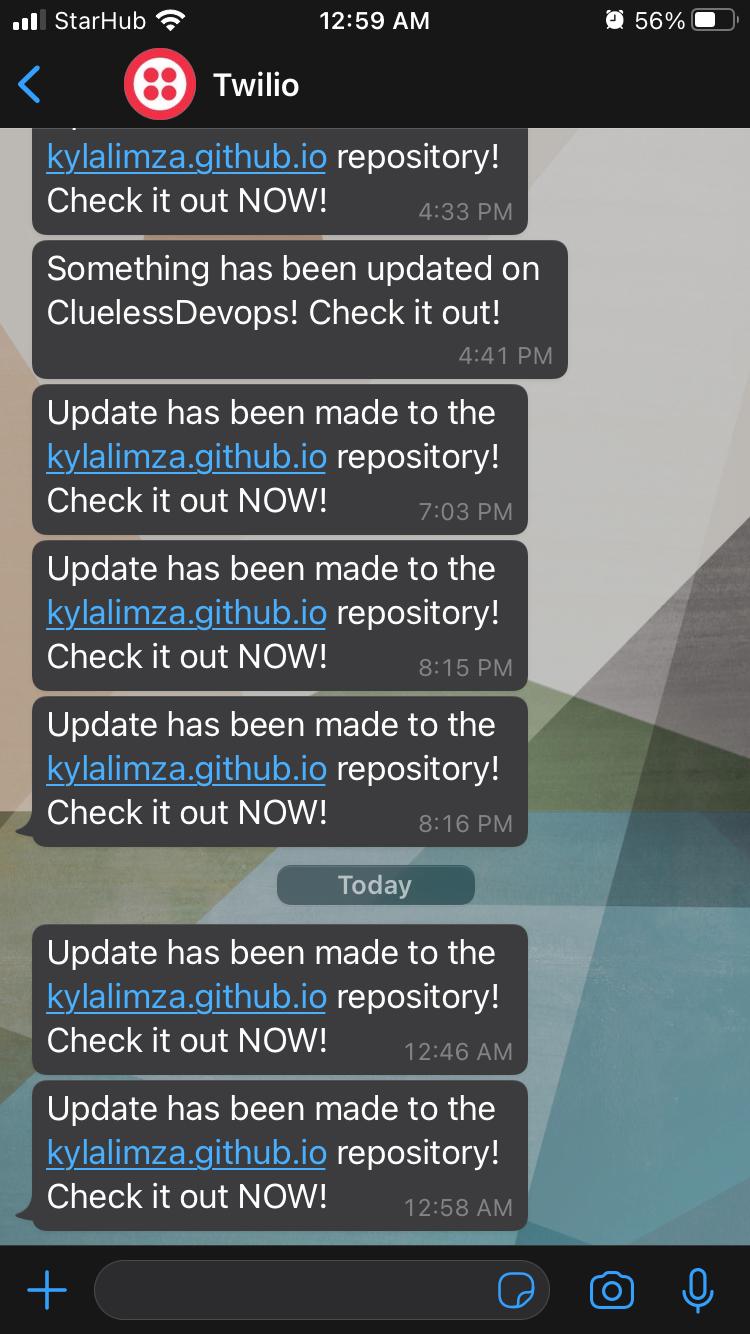 StarHub 12:59 AM 56%
Twilio
kylalimza.github.io repository!
Check it out NOW! 4:33 PM
Something has been updated on
CluelessDevops! Check it out!
4:41 PM
Update has been made to the
kylalimza.github.io repository!
Check it out NOW! 7:03 PM
Update has been made to the
kylalimza.github.io repository!
Check it out NOW! 8:15 PM
Update has been made to the
kylalimza.github.io repository!
Check it out NOW! 8:16 PM
Today
Update has been made to the
kylalimza.github.io repository!
Check it out NOW! 12:46 AM
Update has been made to the
kylalimza.github.io repository!
Check it out NOW! 12:58 AM